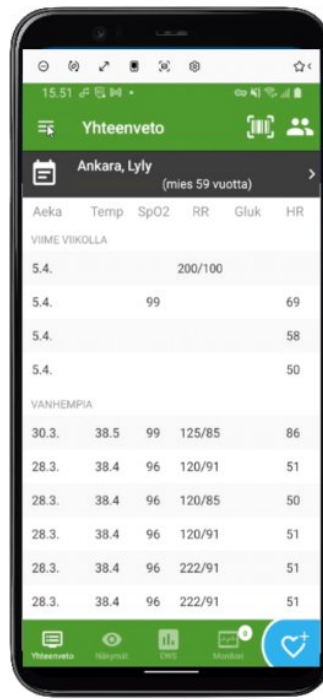 15.51
Yhteenveto
Ankara, Lyly
(mies 59 vuotta)
Aeka Temp SpO2 RR Gluk HR
VIIME VIIKOLLA
5.4. 200/100
5.4. 99 69
5.4. 58
5.4. 50
VANHEMPIA
30.3. 38.5 99 125/85 86
28.3. 38.4 96 120/91 51
28.3. 38.4 96 120/85 50
28.3. 38.4 96 120/91 51
28.3. 38.4 96 222/91 51
28.3. 38.4 96 222/91 51
0
Yhteenveto Näkymät EWS Monitori